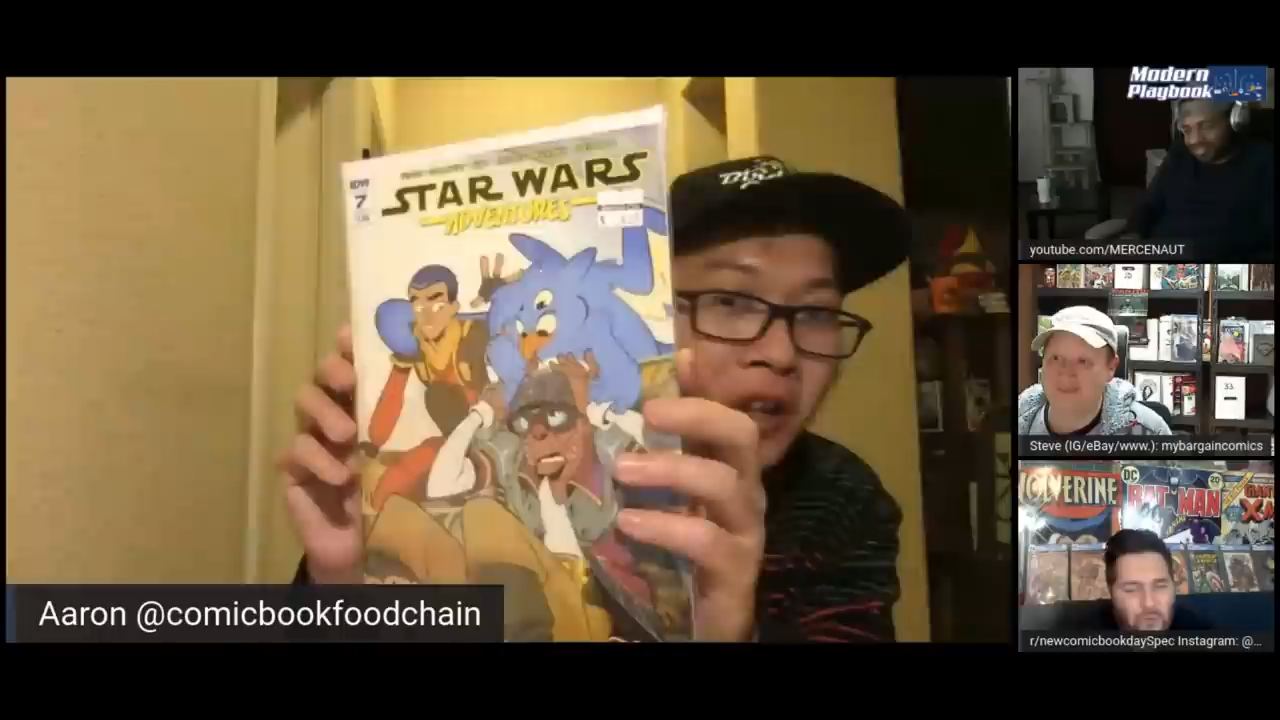 IDW
7
STAR WARS
ADVENTURES
Aaron @comicbookfoodchain
Modern
Playbook
youtube.com/MERCENAUT
Steve (IG/eBay/www.): mybargaincomics
WOLVERINE
DC
BATMAN
r/newcomicbookdaySpec Instagram: @...